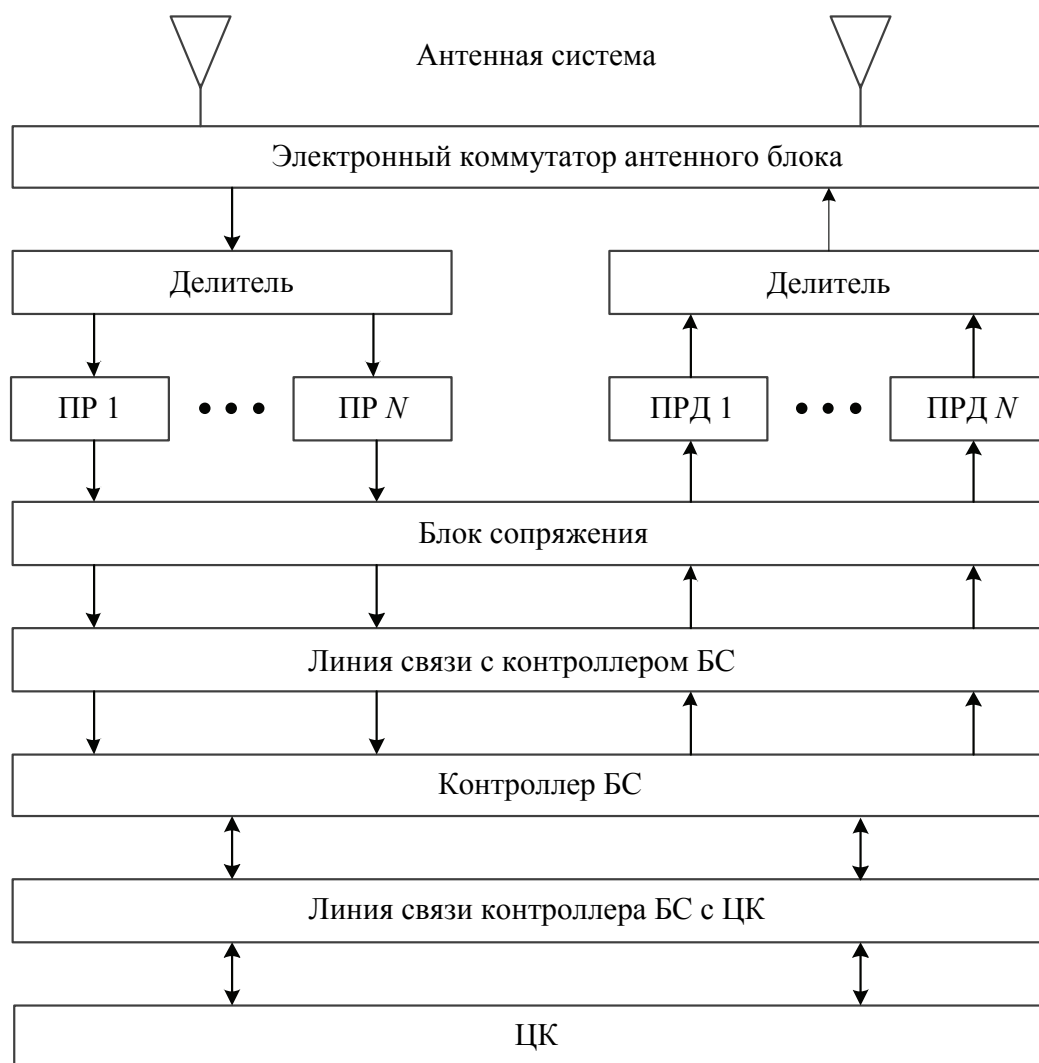 Антенная система
Электронный коммутатор антенного блока
Делитель
Делитель
ПР 1
ПР N
ПРД 1
ПРД N
Блок сопряжения
Линия связи с контроллером БС
Контроллер БС
Линия связи контроллера БС с ЦК
ЦК